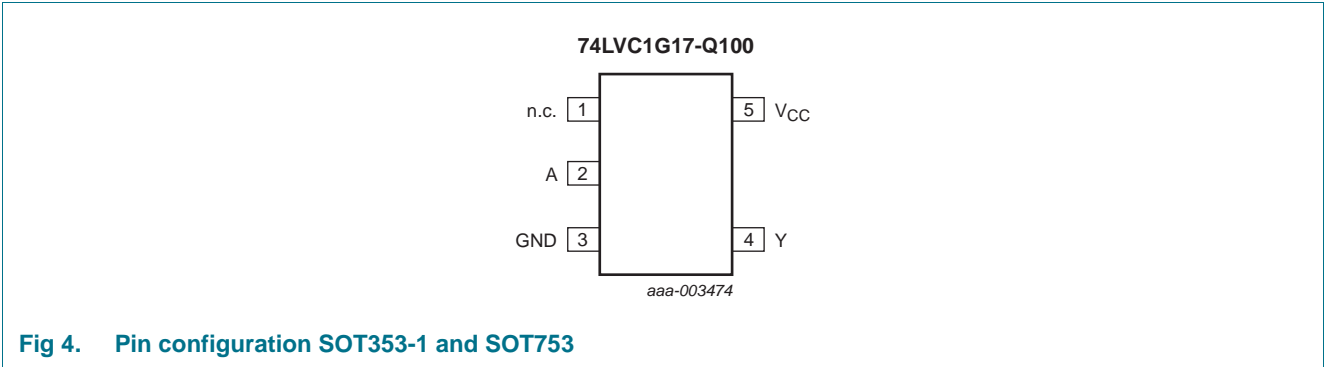 74LVC1G17-Q100
n.c. 1
5 VCC
A 2
GND 3
4 Y
aaa-003474
Fig 4. Pin configuration SOT353-1 and SOT753